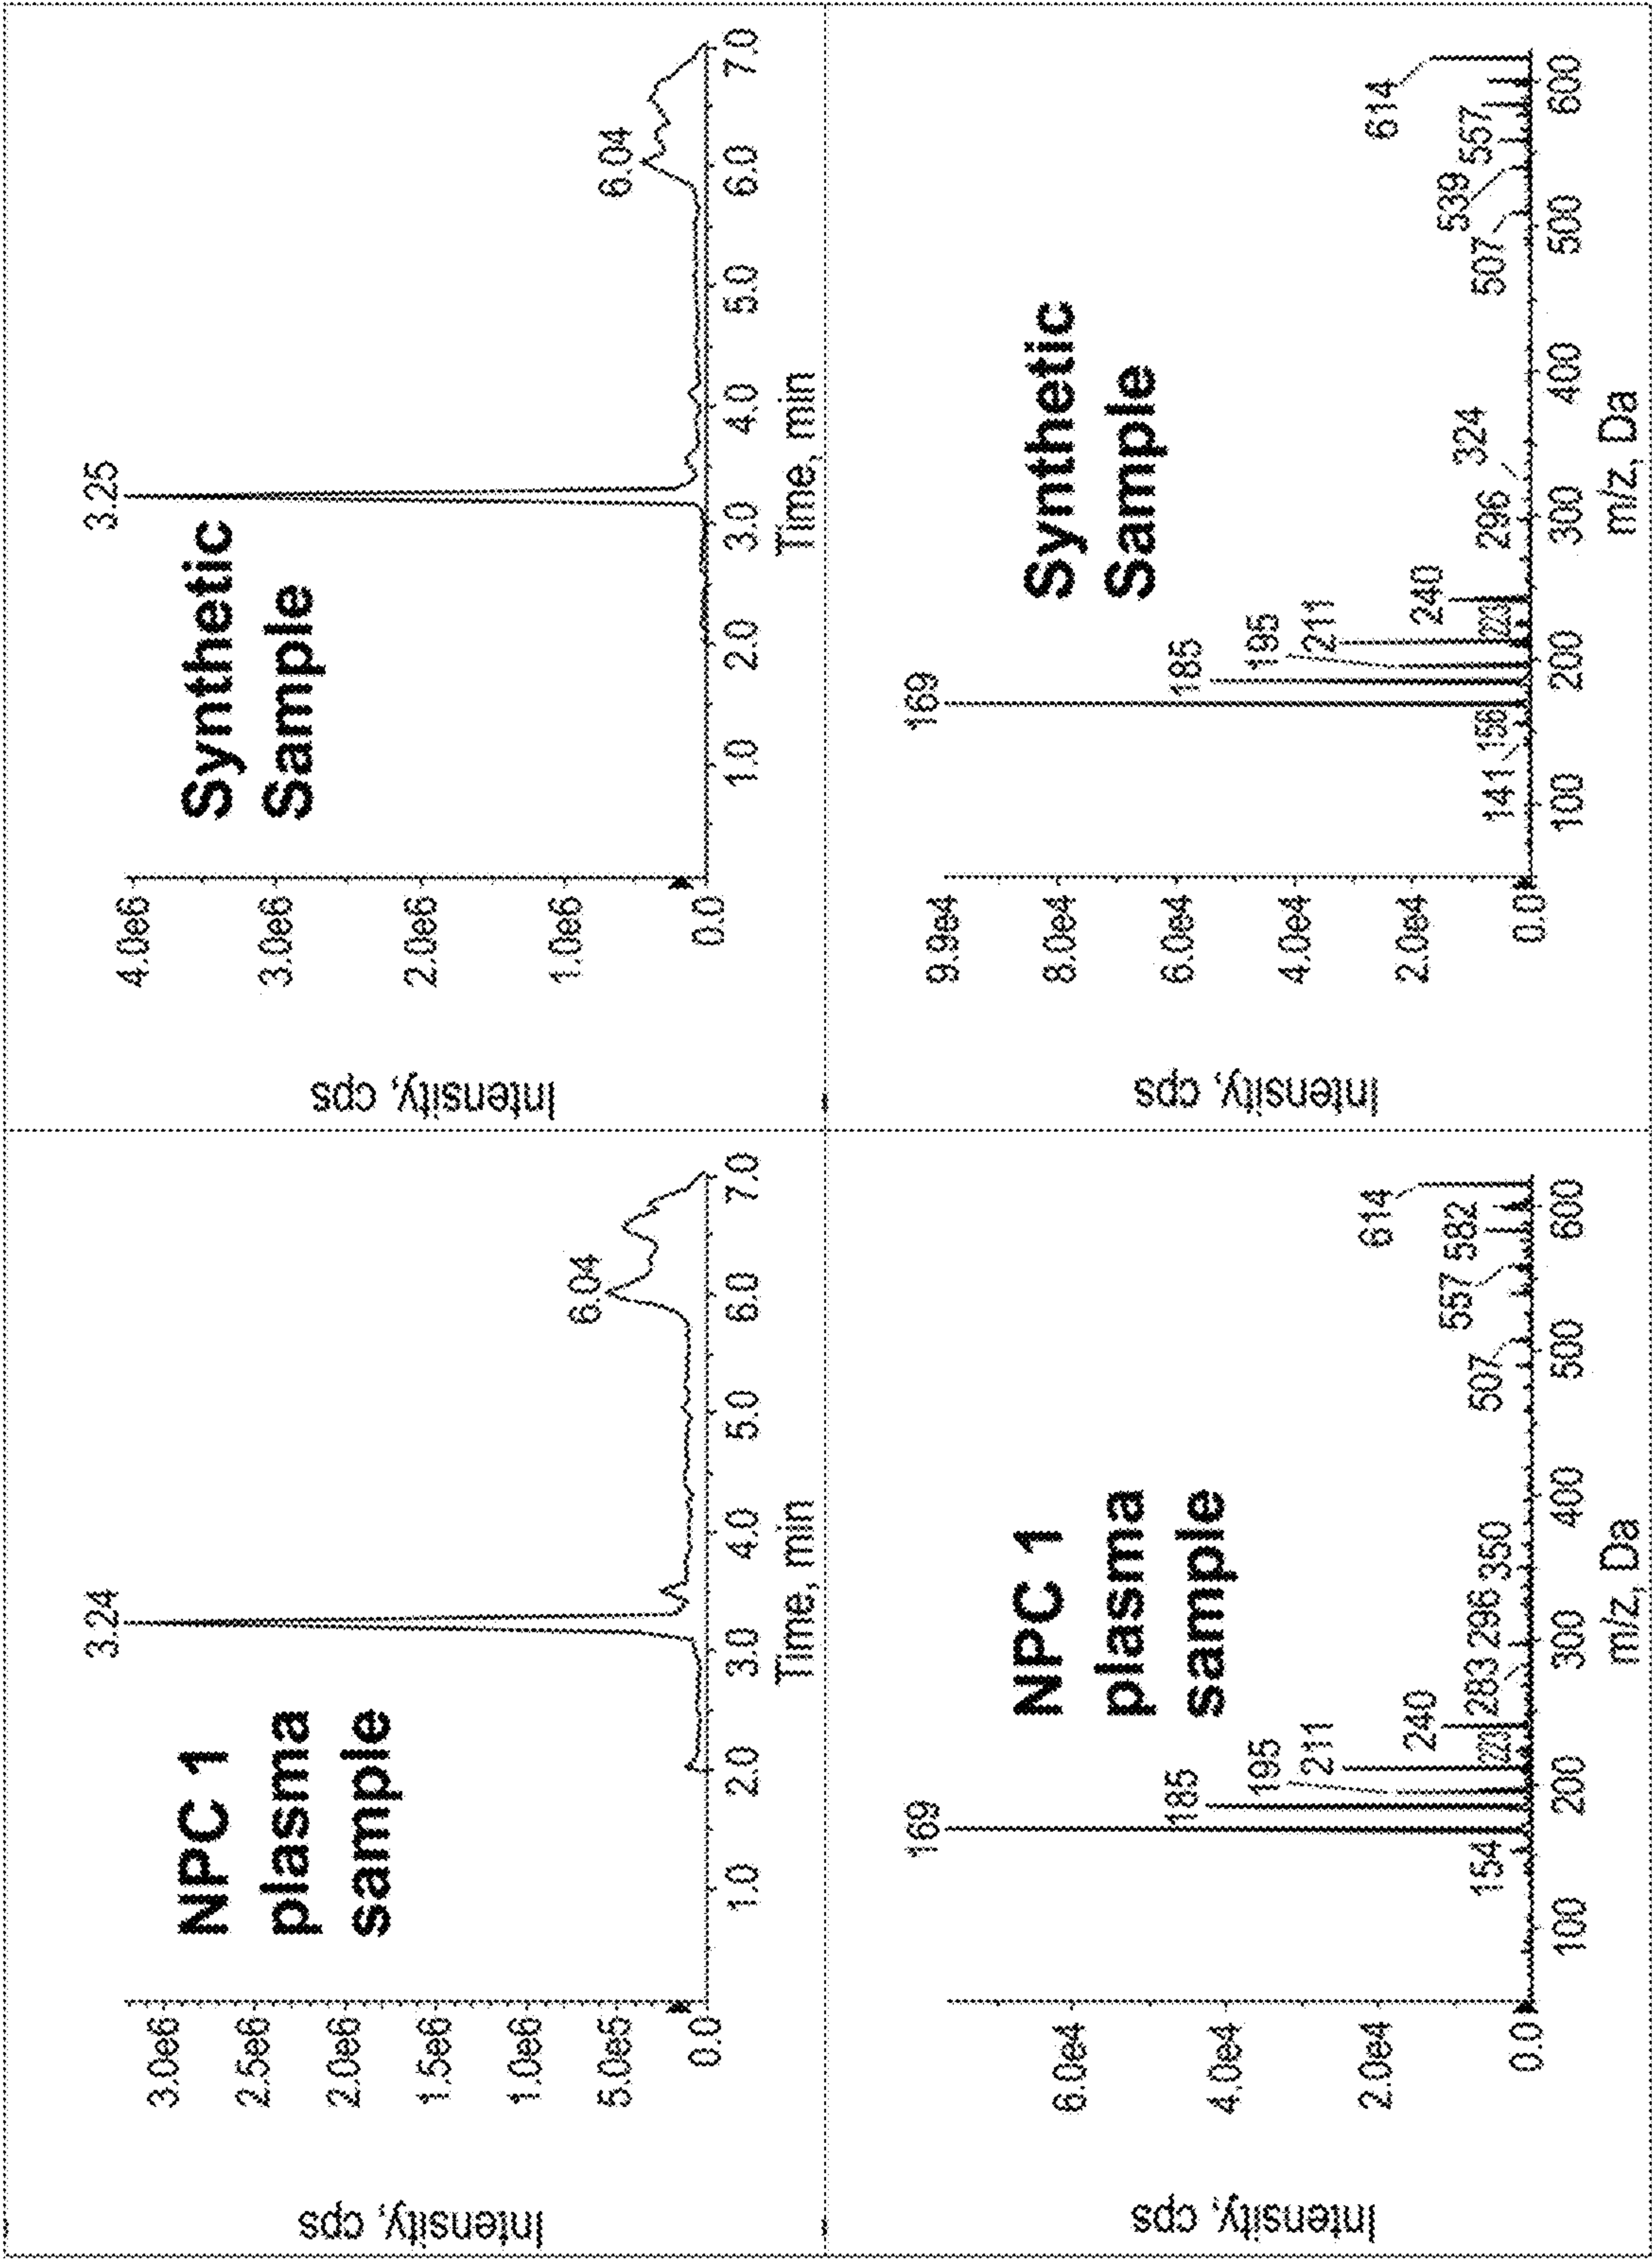 NPC 1
plasma
sample
3.24
6.04
3.0e6
2.5e6
2.0e6
1.5e6
1.0e6
5.0e5
0.0
1.0 2.0 3.0 4.0 5.0 6.0 7.0
Time, min
Intensity, cps
Synthetic
Sample
3.25
6.04
4.0e6
3.0e6
2.0e6
1.0e6
0.0
1.0 2.0 3.0 4.0 5.0 6.0 7.0
Time, min
Intensity, cps
NPC 1
plasma
sample
169
185
195
211
240
154
223
283
296
350
507
557
582
614
6.0e4
4.0e4
2.0e4
0.0
100 200 300 400 500 600
m/z, Da
Intensity, cps
Synthetic
Sample
169
185
195
211
240
141
223
296
324
507
539
557
614
9.9e4
8.0e4
6.0e4
4.0e4
2.0e4
0.0
100 200 300 400 500 600
m/z, Da
Intensity, cps